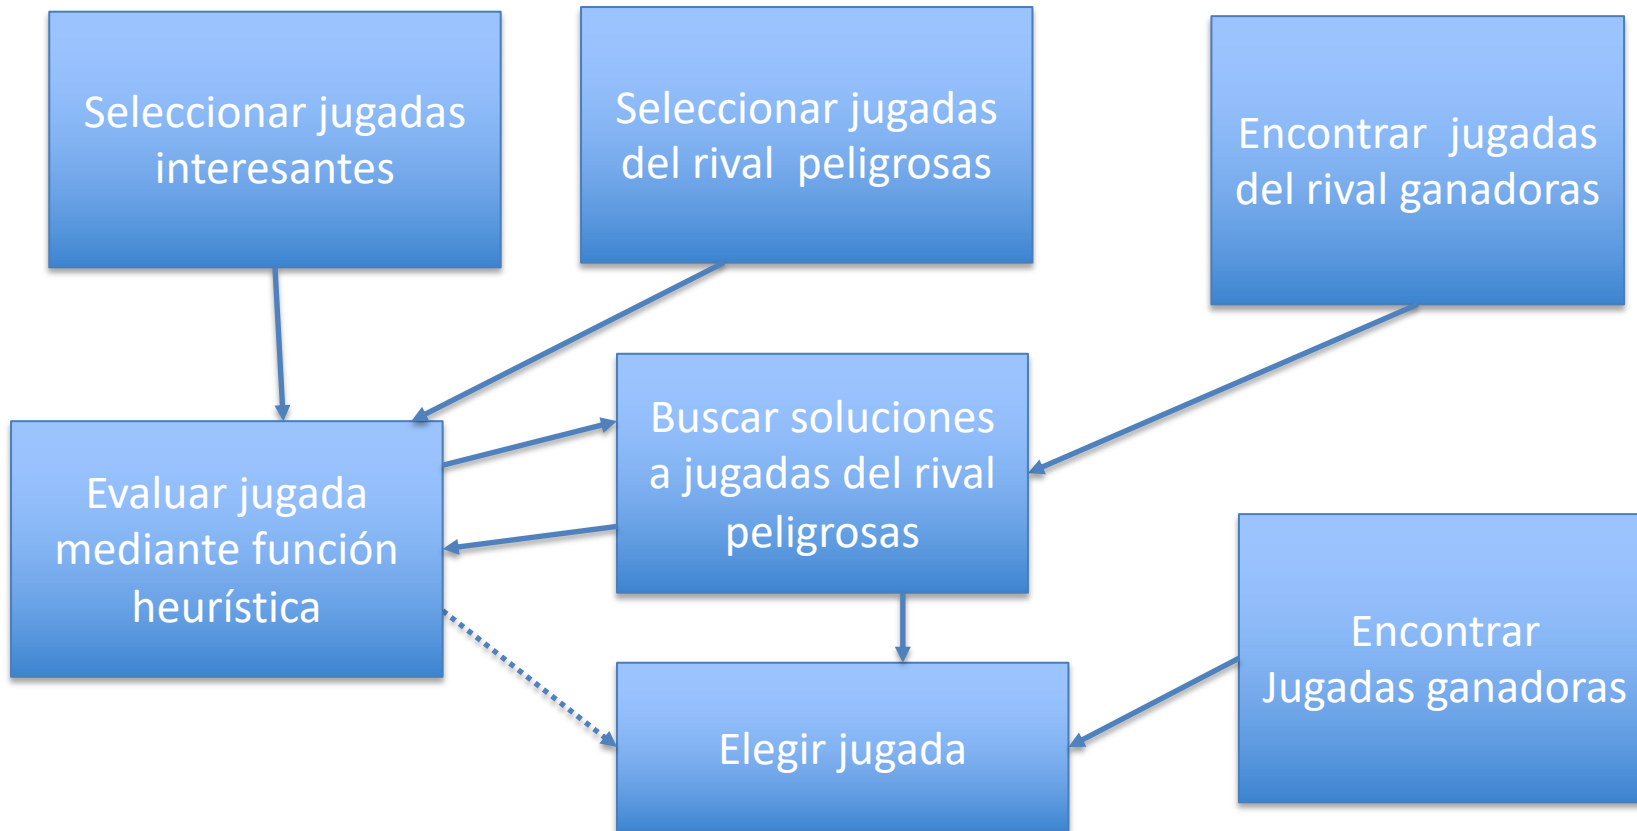 Seleccionar jugadas
interesantes
Seleccionar jugadas
del rival  peligrosas
Encontrar  jugadas
del rival ganadoras
Buscar soluciones
a jugadas del rival
peligrosas
Evaluar jugada
mediante función
heurística
Encontrar
Jugadas ganadoras
Elegir jugada